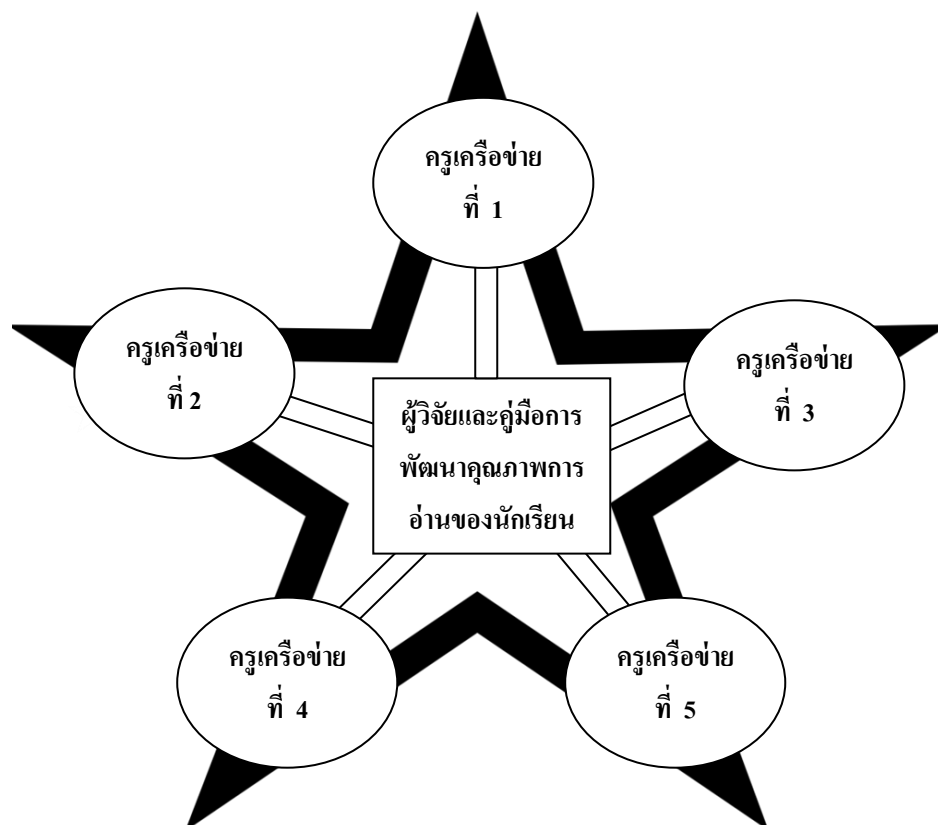 ครูเครือข่าย
ที่ 1
ครูเครือข่าย
ที่ 2
ครูเครือข่าย
ที่ 3
ผู้วิจัยและคู่มือการ
พัฒนาคุณภาพการ
อ่านของนักเรียน
ครูเครือข่าย
ที่ 4
ครูเครือข่าย
ที่ 5